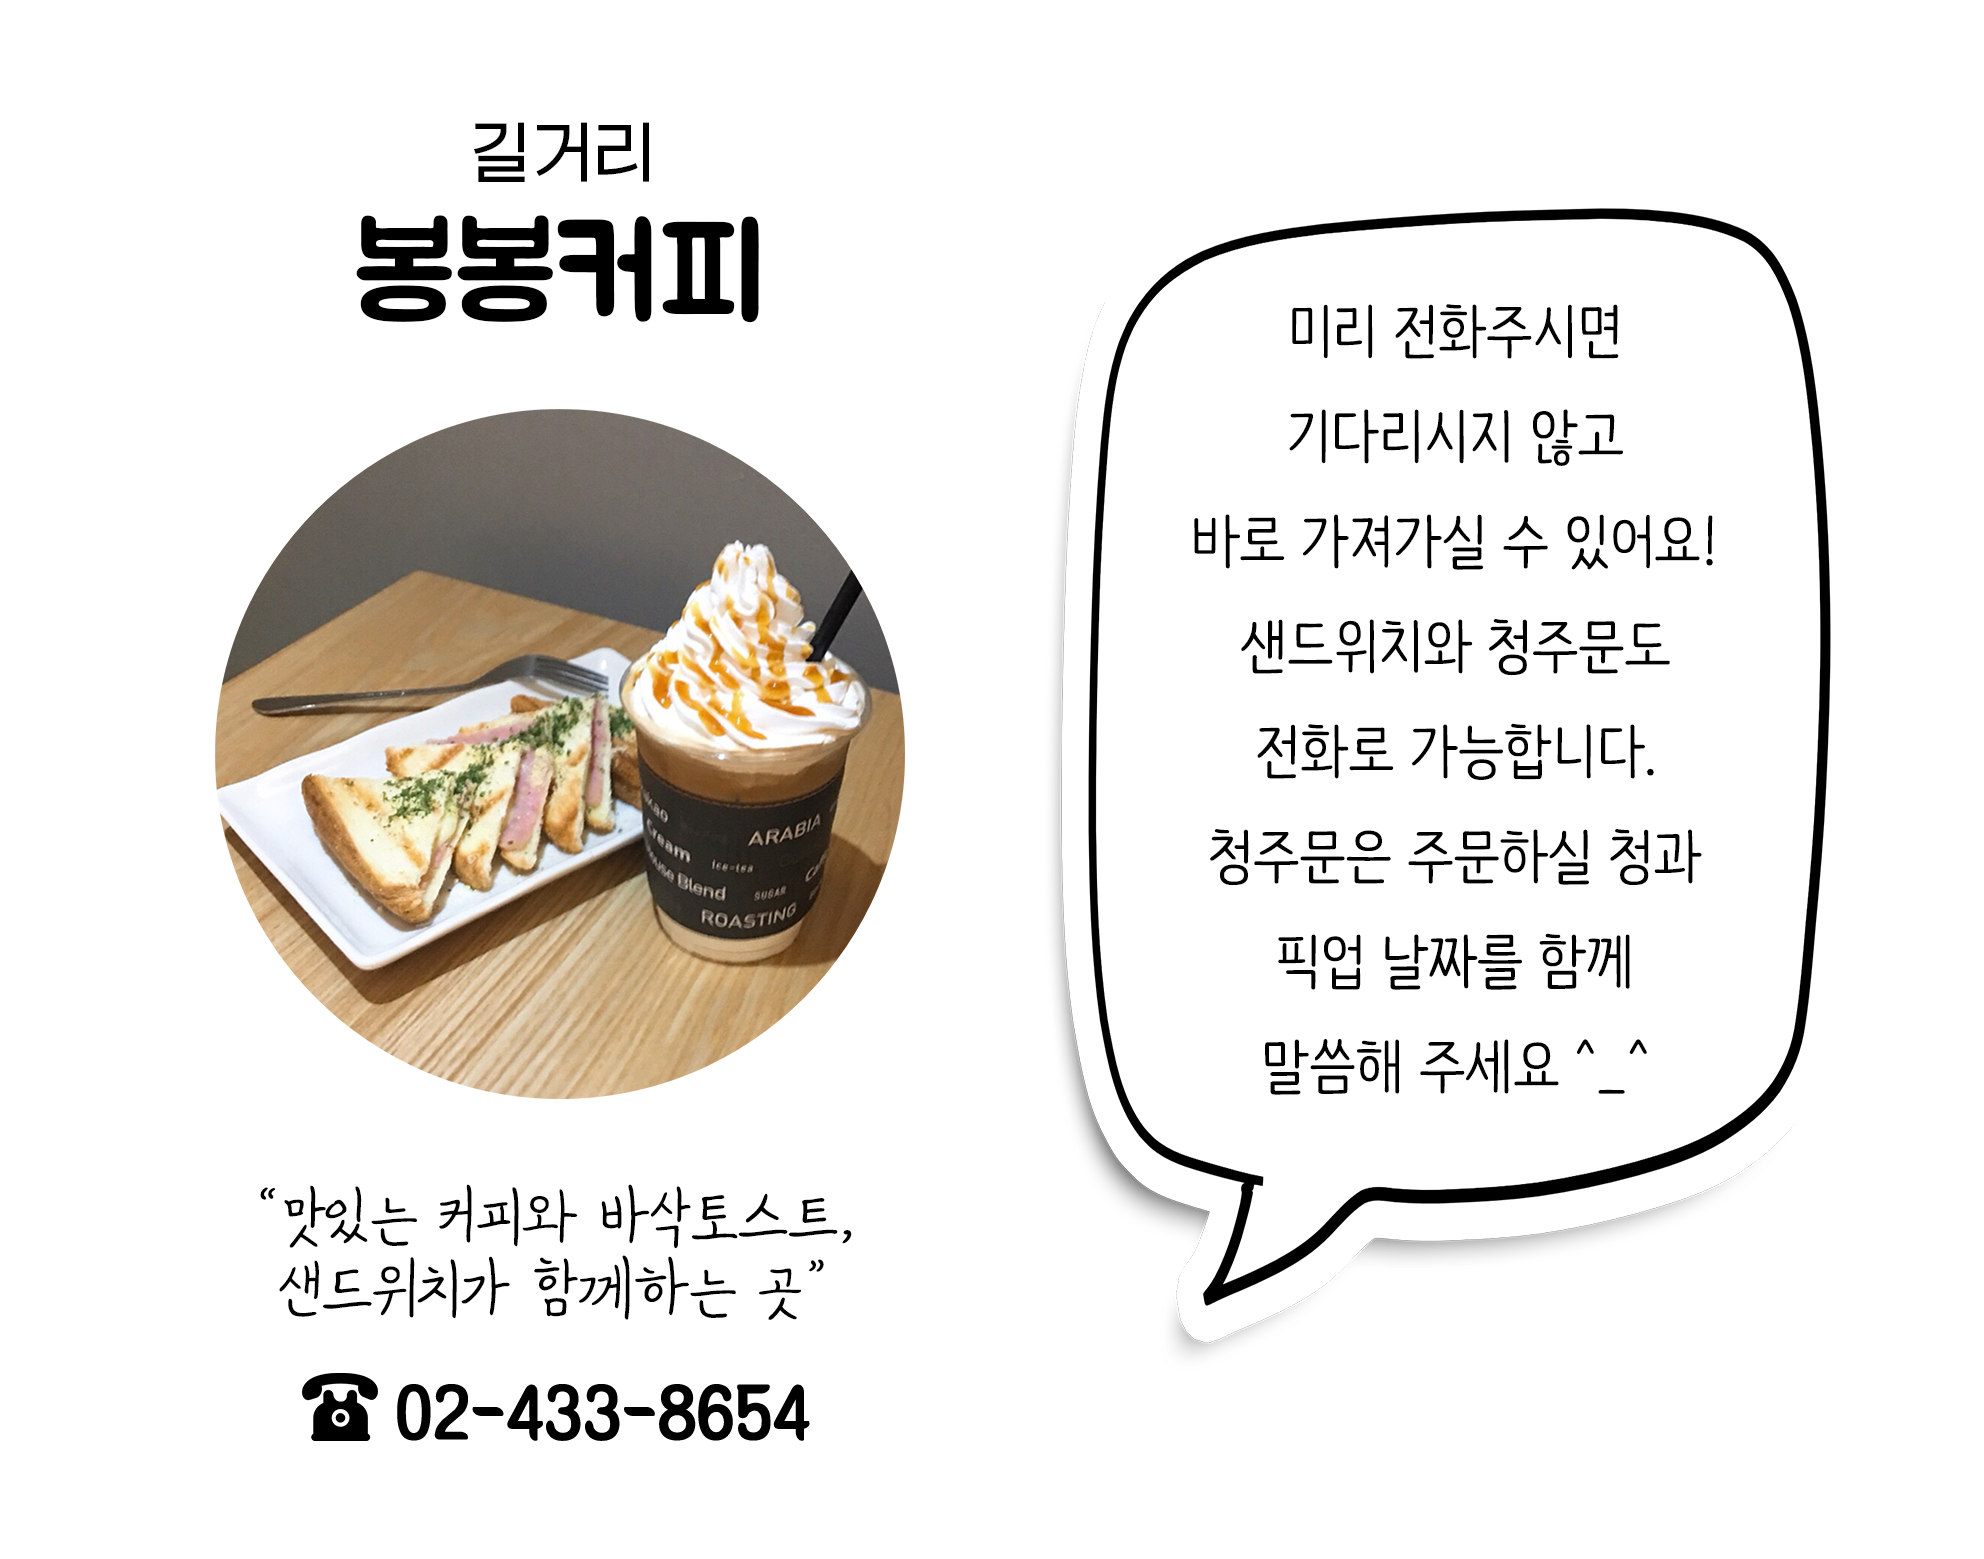 길거리
봉봉커피
ARABIA
Cream
Ice-tea
House Blend
SUGAR
ROASTING
“맛있는 커피와 바삭토스트,
샌드위치가 함께하는 곳”
☎ 02-433-8654
미리 전화주시면
기다리시지 않고
바로 가져가실 수 있어요!
샌드위치와 청주문도
전화로 가능합니다.
청주문은 주문하실 청과
픽업 날짜를 함께
말씀해 주세요 ^_^